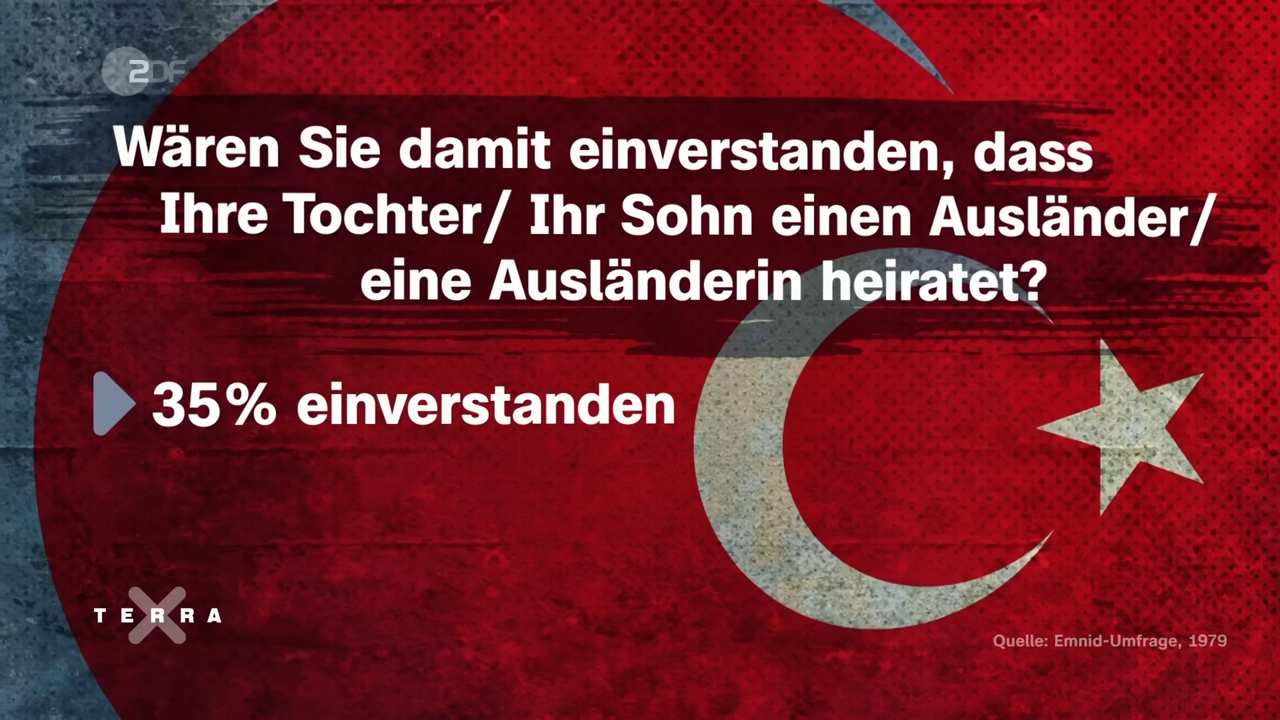 ZDF
Wären Sie damit einverstanden, dass
Ihre Tochter/ Ihr Sohn einen Ausländer/
eine Ausländerin heiratet?
35% einverstanden
TERRA X
Quelle: Emnid-Umfrage, 1979